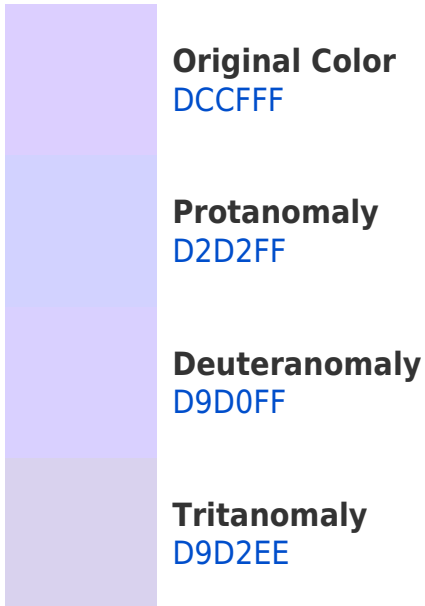 Original Color
DCCFFF
Protanomaly
D2D2FF
Deuteranomaly
D9D0FF
Tritanomaly
D9D2EE